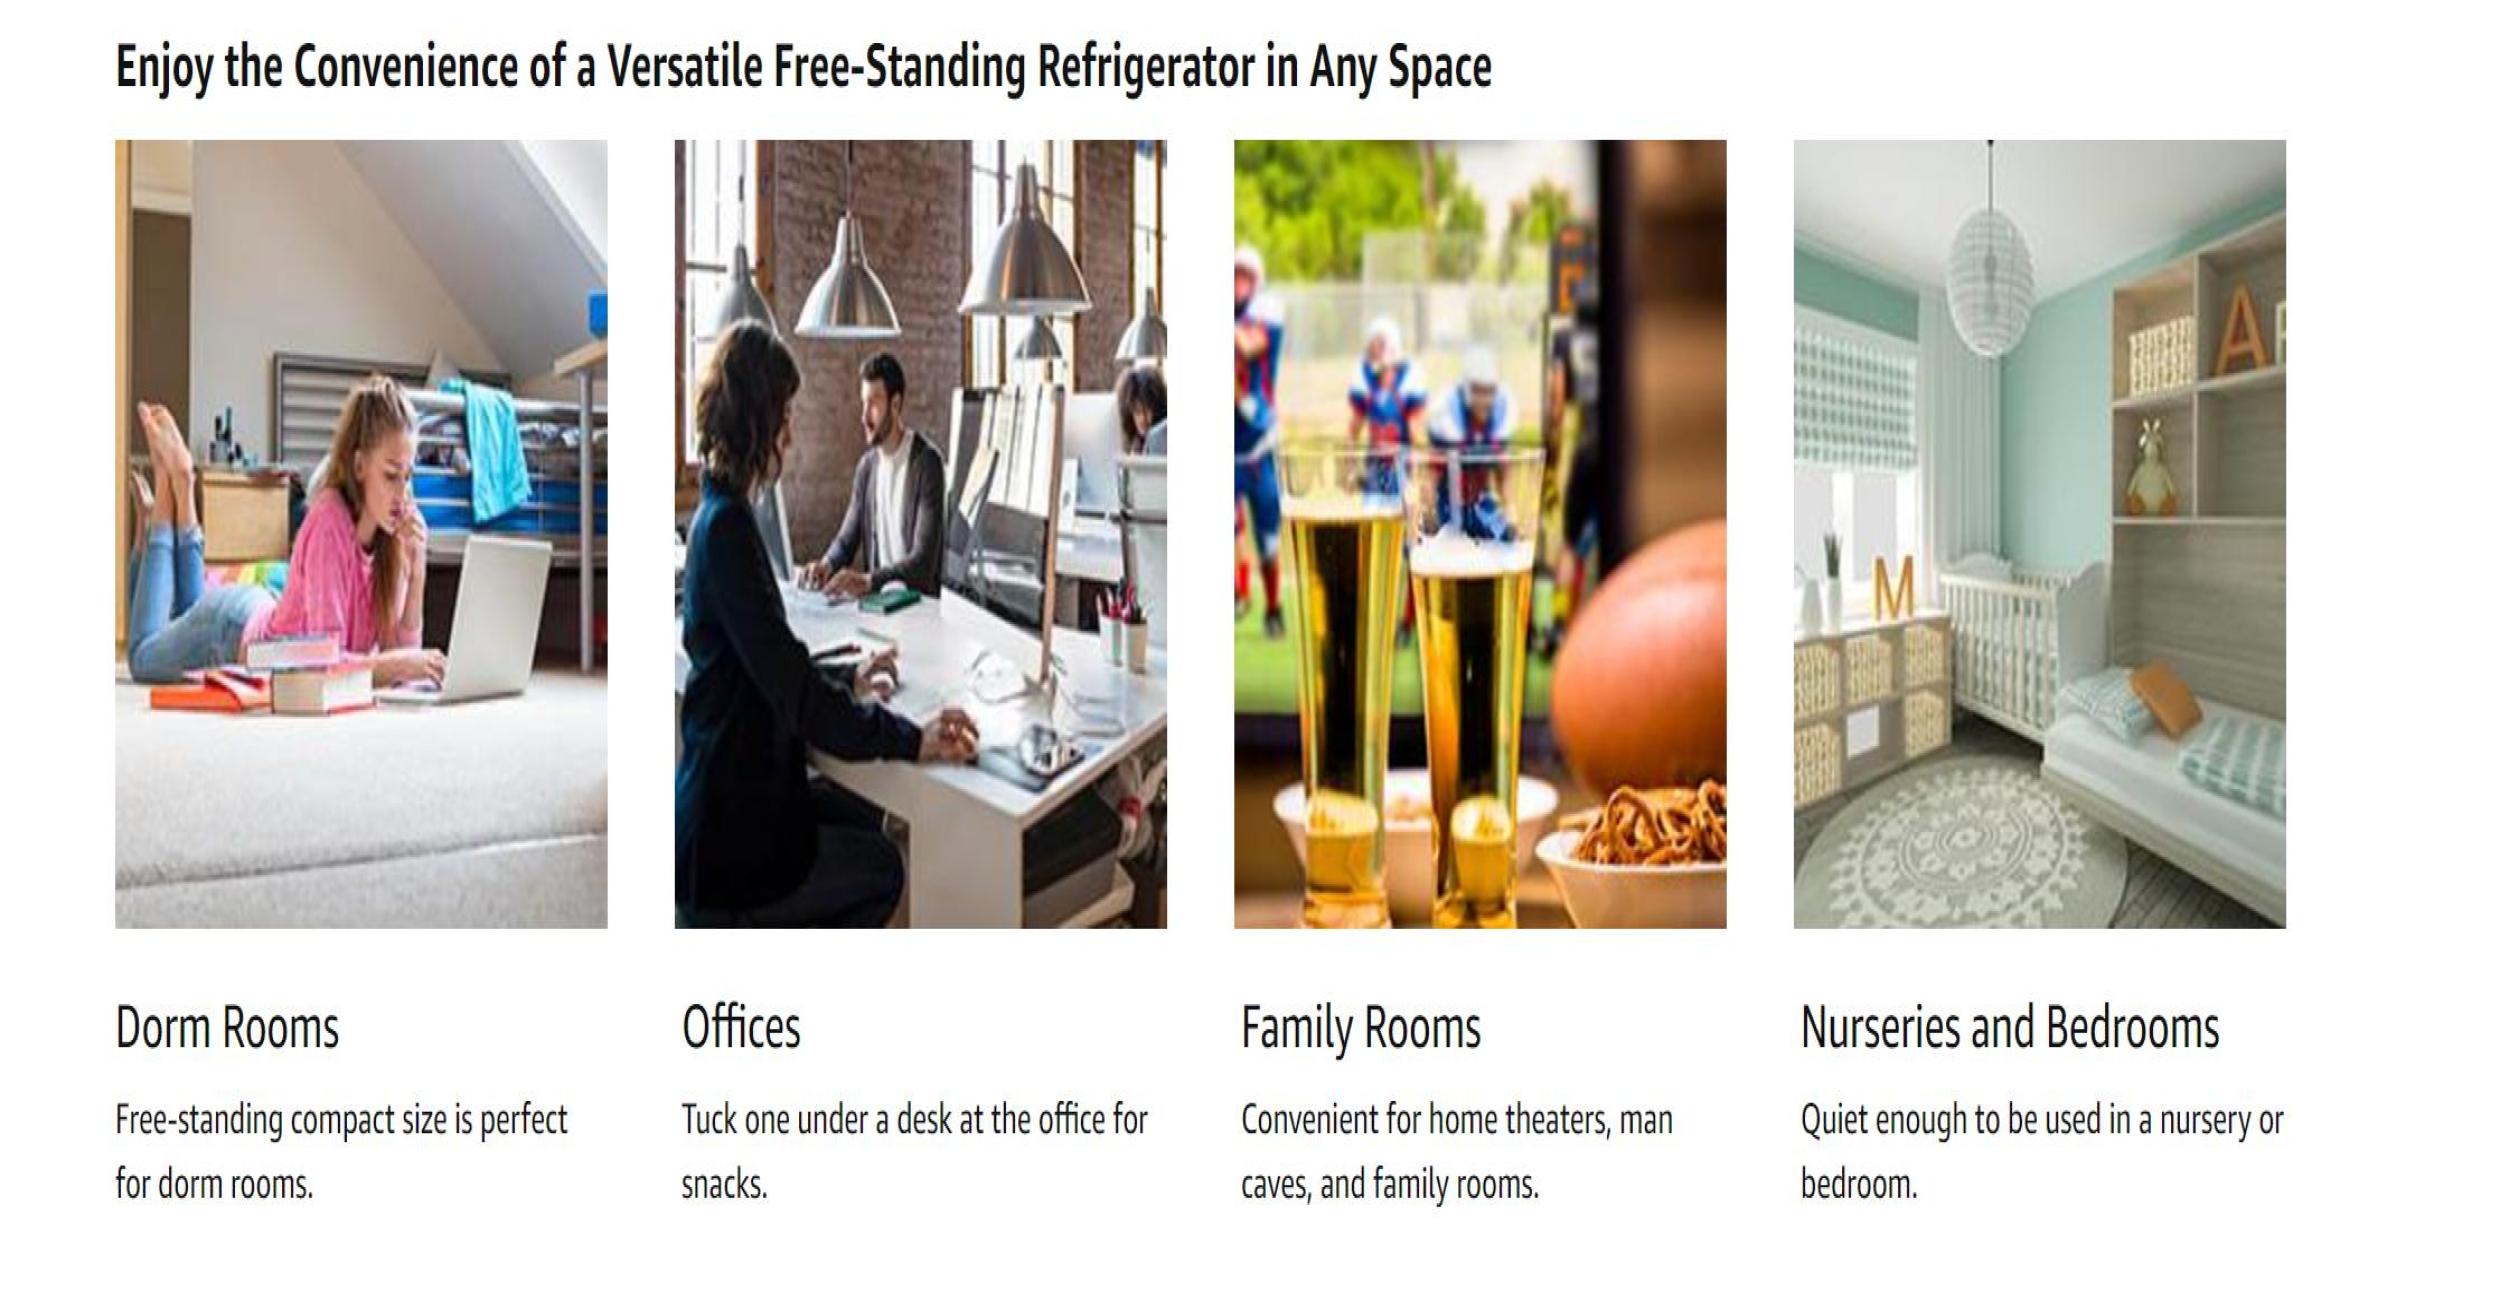 Enjoy the Convenience of a Versatile Free-Standing Refrigerator in Any Space
A
M
Dorm Rooms
Free-standing compact size is perfect
for dorm rooms.
Offices
Tuck one under a desk at the office for
snacks.
Family Rooms
Convenient for home theaters, man
caves, and family rooms.
Nurseries and Bedrooms
Quiet enough to be used in a nursery or
bedroom.